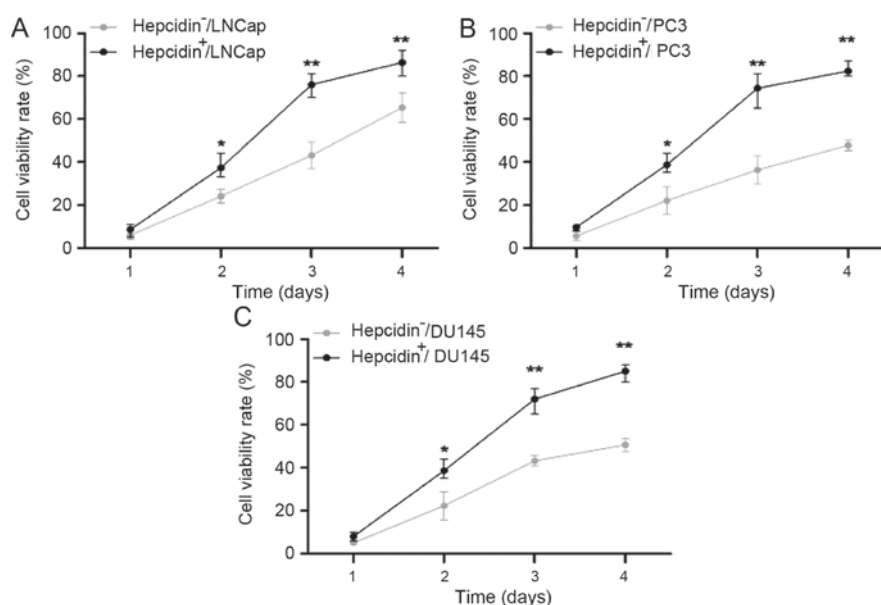 A
Hepcidin⁻/LNCap
Hepcidin⁺/LNCap
Cell viability rate (%)
100
80
60
40
20
0
*
**
**
1 2 3 4
Time (days)
B
Hepcidin⁻/PC3
Hepcidin⁺/ PC3
Cell viability rate (%)
100
80
60
40
20
0
*
**
**
1 2 3 4
Time (days)
C
Hepcidin⁻/DU145
Hepcidin⁺/ DU145
Cell viability rate (%)
100
80
60
40
20
0
*
**
**
1 2 3 4
Time (days)